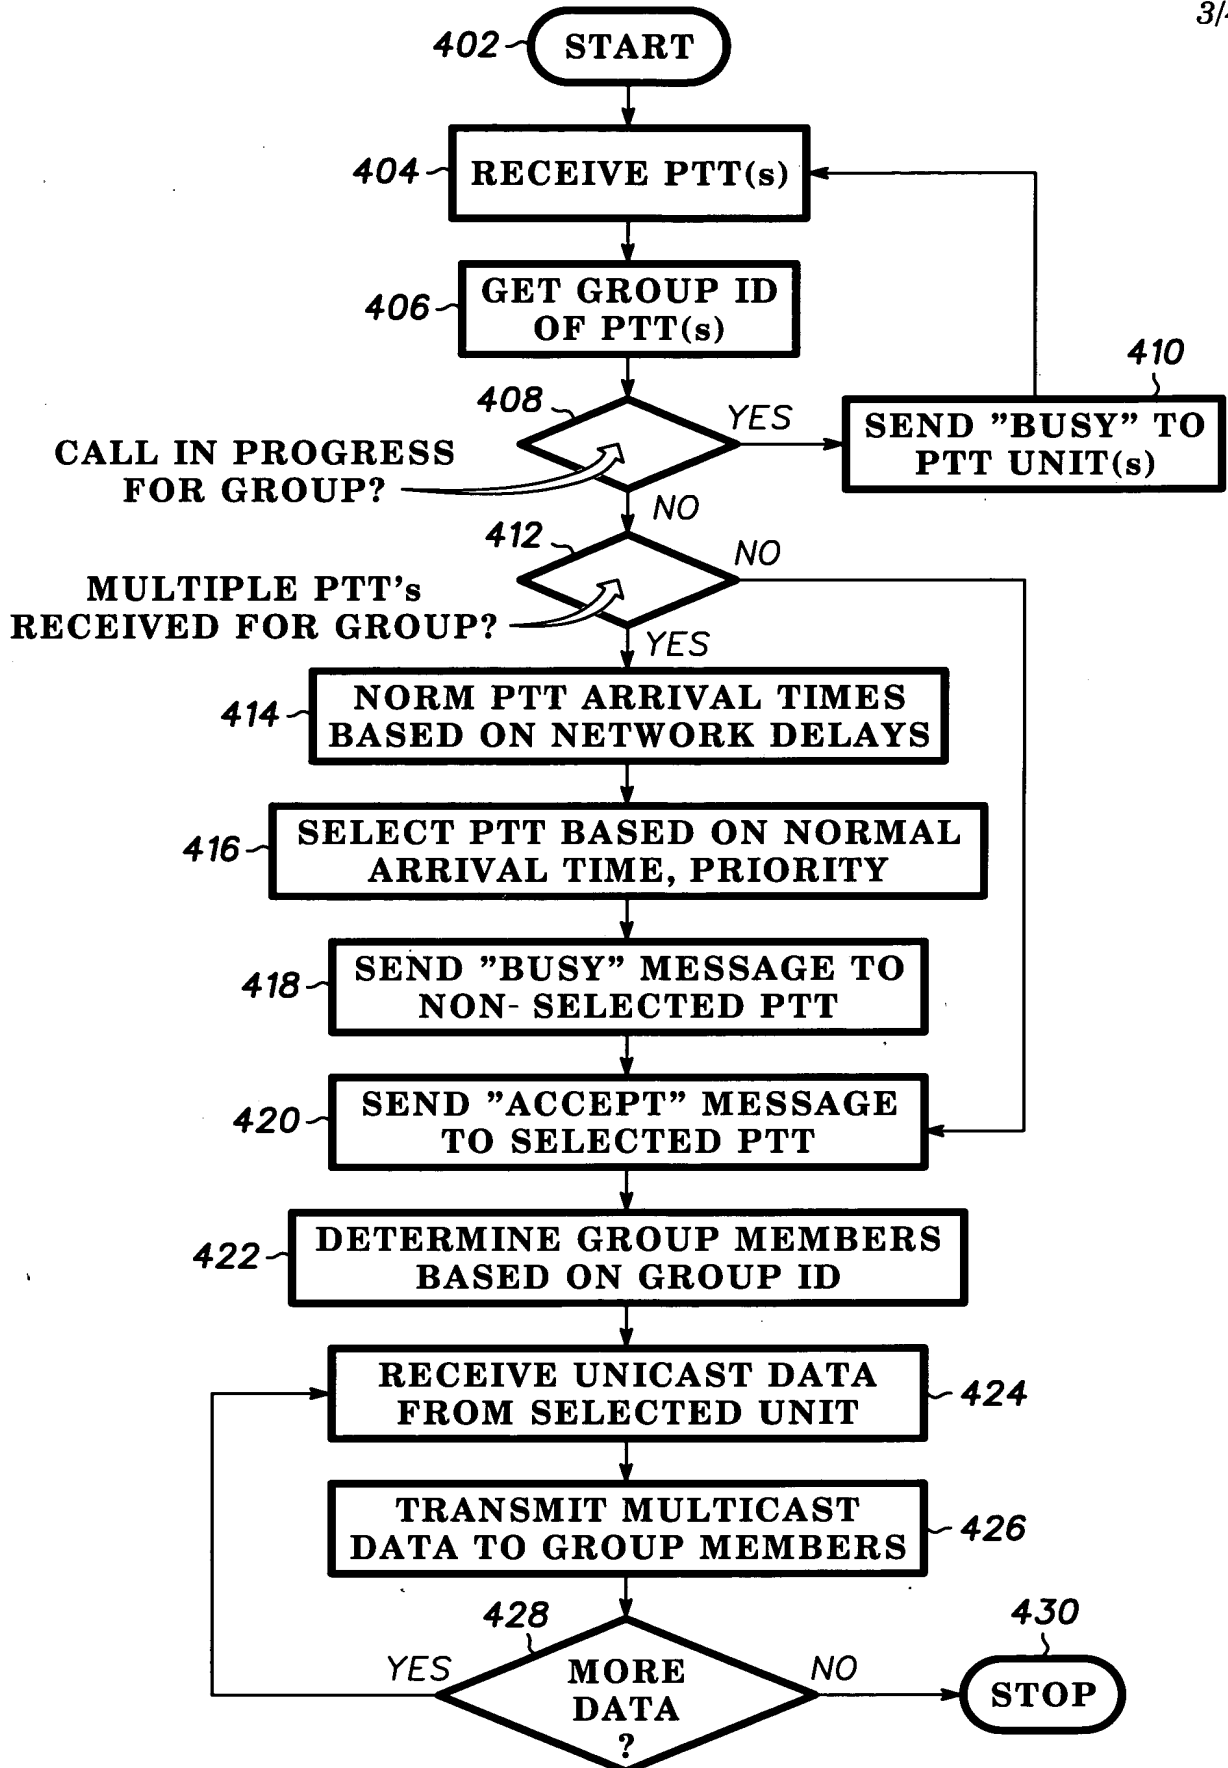 3/4
402
START
404
RECEIVE PTT(s)
406
GET GROUP ID
OF PTT(s)
408
YES
410
SEND "BUSY" TO
PTT UNIT(s)
CALL IN PROGRESS
FOR GROUP?
NO
412
NO
MULTIPLE PTT's
RECEIVED FOR GROUP?
YES
414
NORM PTT ARRIVAL TIMES
BASED ON NETWORK DELAYS
416
SELECT PTT BASED ON NORMAL
ARRIVAL TIME, PRIORITY
418
SEND "BUSY" MESSAGE TO
NON- SELECTED PTT
420
SEND "ACCEPT" MESSAGE
TO SELECTED PTT
422
DETERMINE GROUP MEMBERS
BASED ON GROUP ID
RECEIVE UNICAST DATA
FROM SELECTED UNIT
424
TRANSMIT MULTICAST
DATA TO GROUP MEMBERS
426
428
YES
MORE
DATA
?
NO
430
STOP